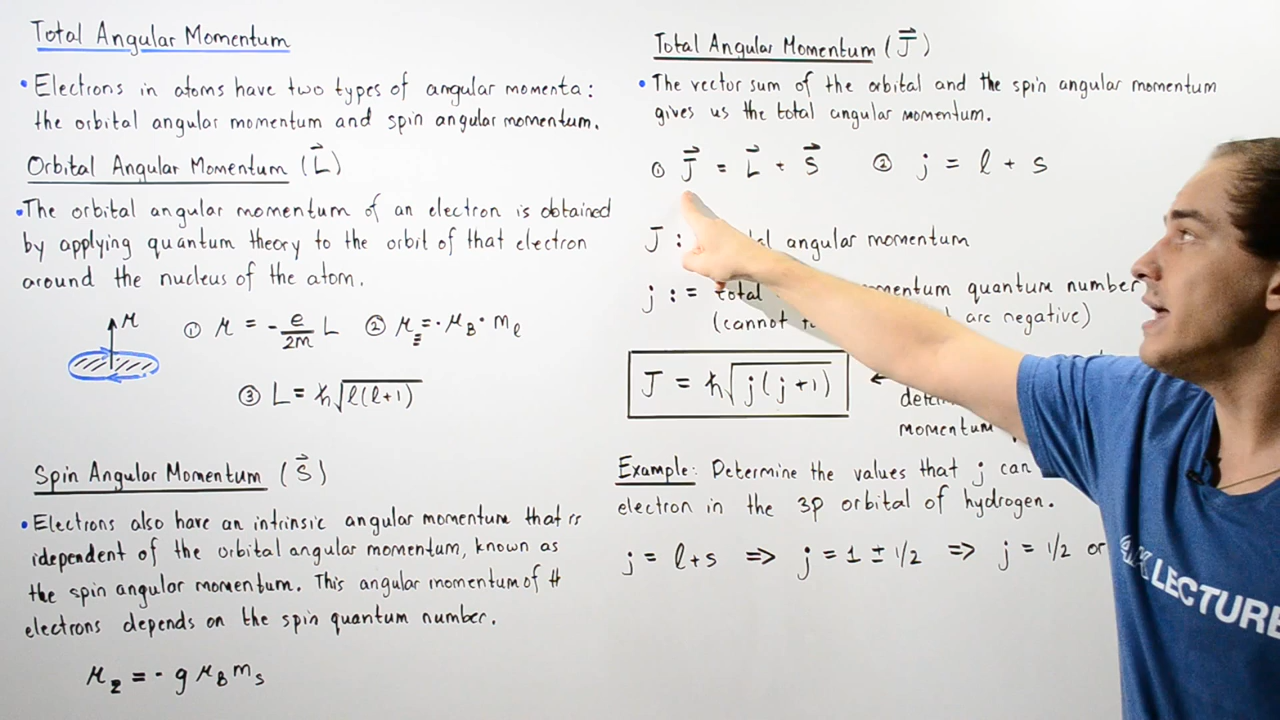 Total Angular Momentum
• Electrons in atoms have two types of angular momenta:
the orbital angular momentum and spin angular momentum.
Orbital Angular Momentum (L⃗)
• The orbital angular momentum of an electron is obtained
by applying quantum theory to the orbit of that electron
around the nucleus of the atom.
μ
① μ = - e/2m L ② μz = - μB · mℓ
③ L = ħ√ℓ(ℓ+1)
Spin Angular Momentum (S⃗)
• Electrons also have an intrinsic angular momentum that is
idependent of the orbital angular momentum, known as
the spin angular momentum. This angular momentum of
electrons depends on the spin quantum number.
μz = - g μB ms
Total Angular Momentum (J⃗)
• The vector sum of the orbital and the spin angular momentum
gives us the total angular momentum.
① J⃗ = L⃗ + S⃗ ② j = ℓ + s
J : angular momentum
j := total momentum quantum number
(cannot are negative)
J = ħ√j(j+1) ←
momentum
Example: Determine the values that j can
electron in the 3p orbital of hydrogen.
j = ℓ+s => j = 1 ± 1/2 => j = 1/2 or
LECTURE